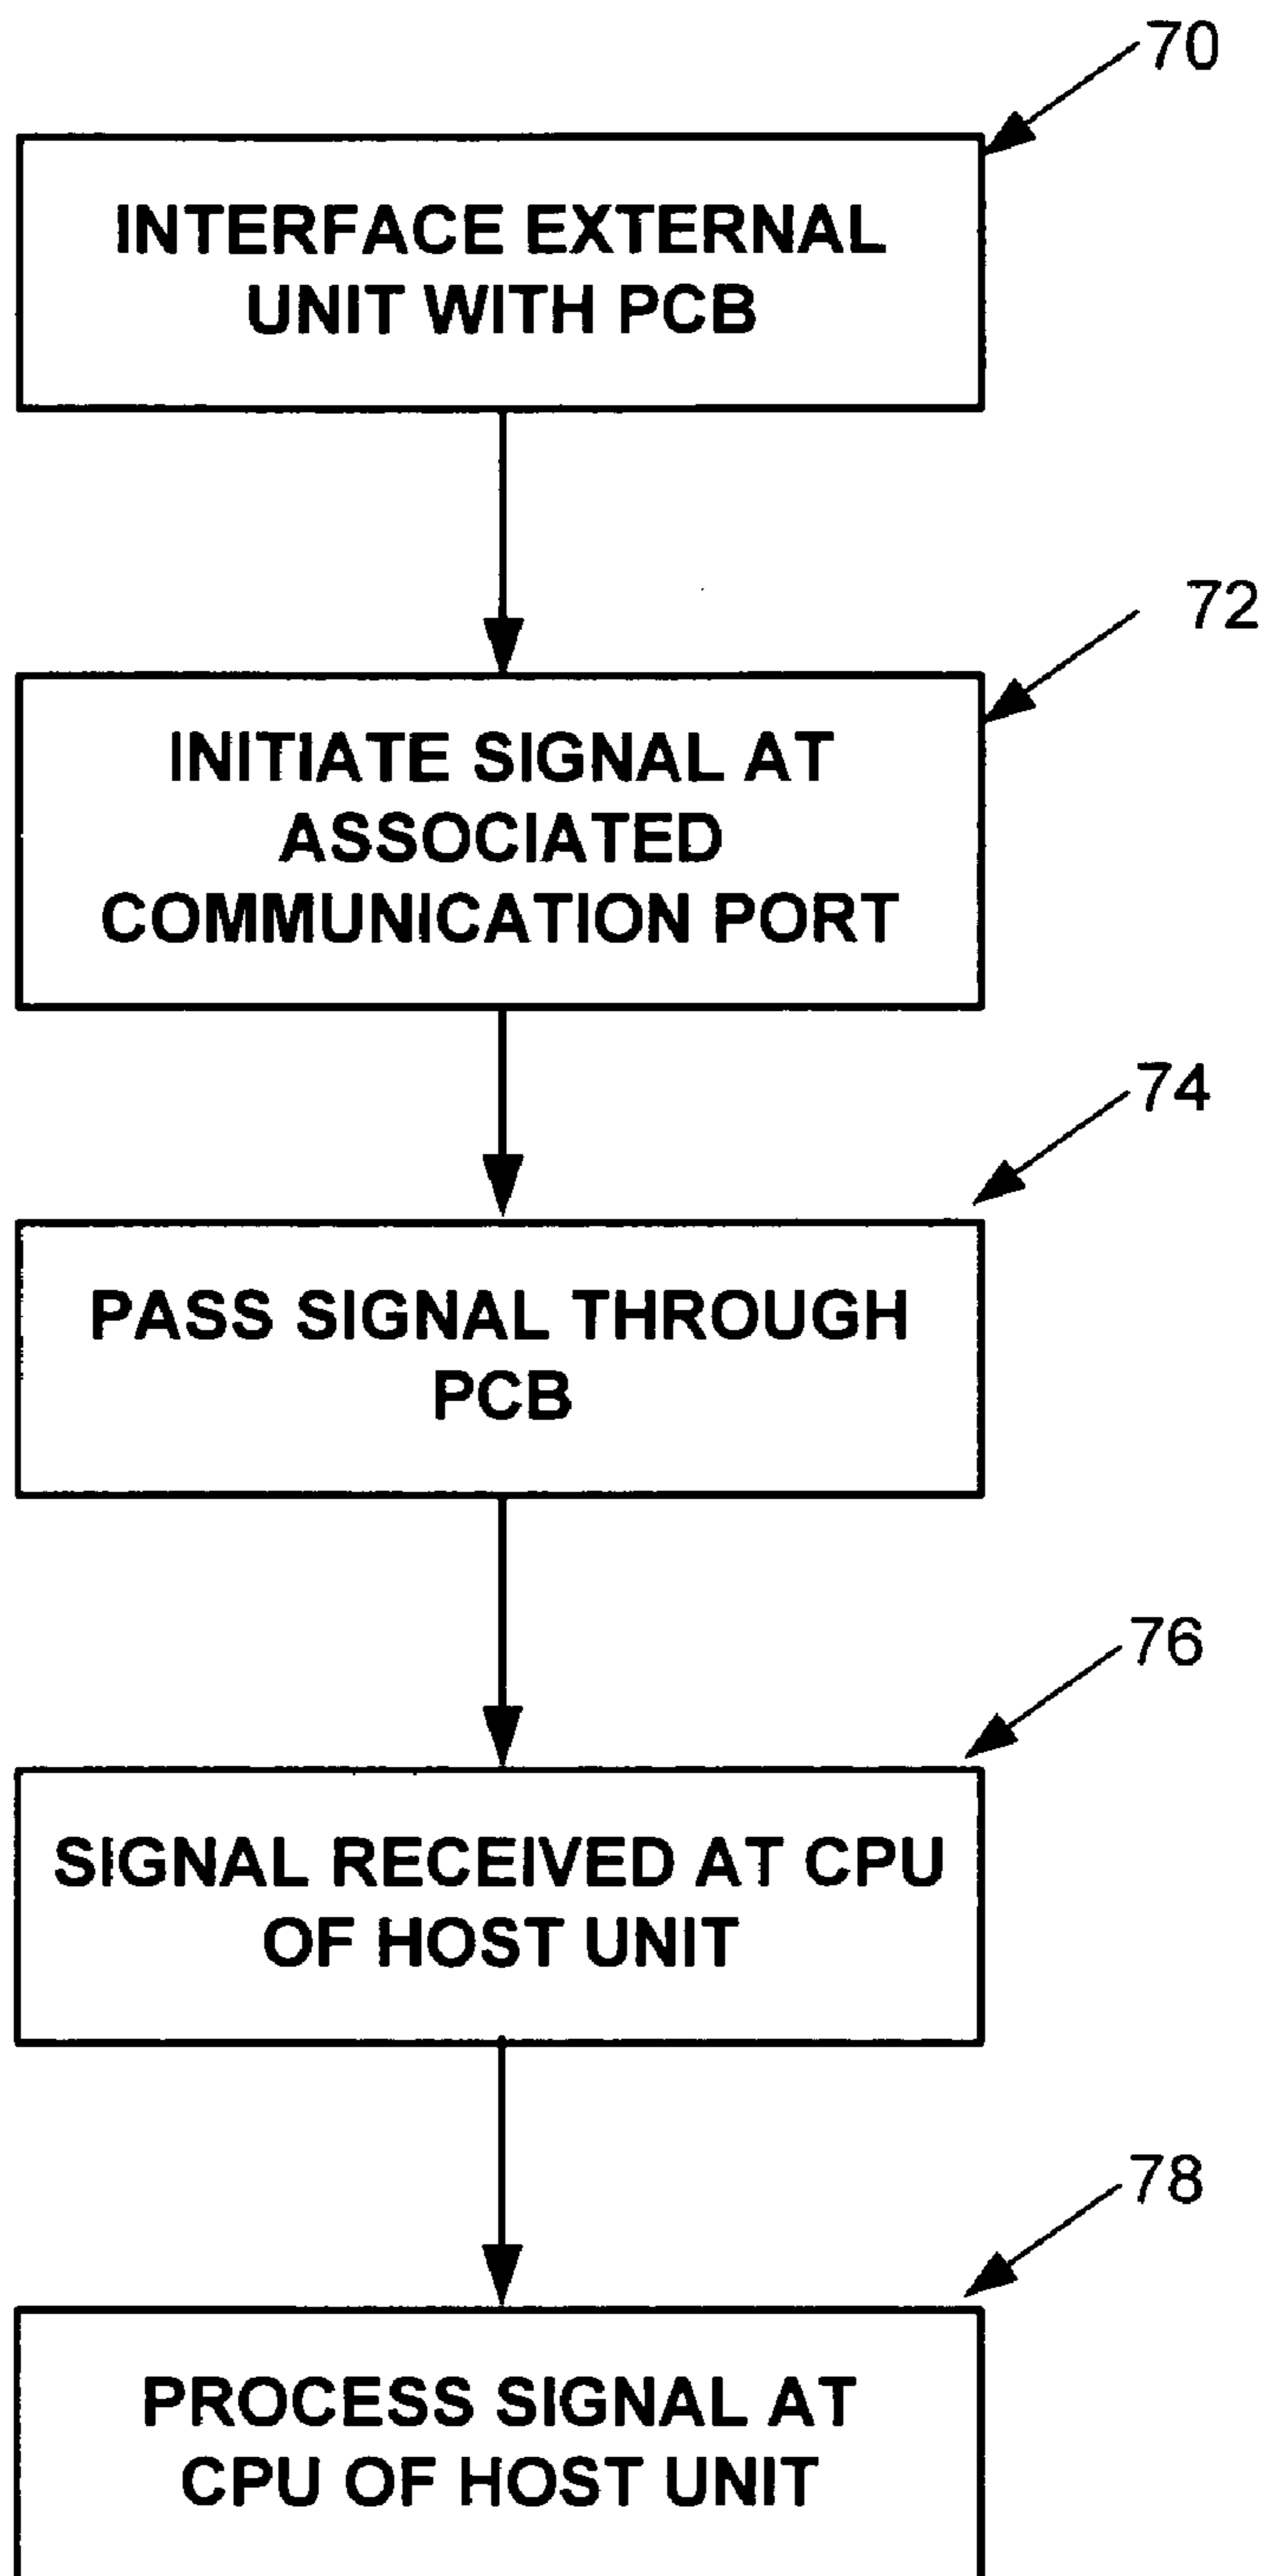 70
INTERFACE EXTERNAL
UNIT WITH PCB
72
INITIATE SIGNAL AT
ASSOCIATED
COMMUNICATION PORT
74
PASS SIGNAL THROUGH
PCB
76
SIGNAL RECEIVED AT CPU
OF HOST UNIT
78
PROCESS SIGNAL AT
CPU OF HOST UNIT